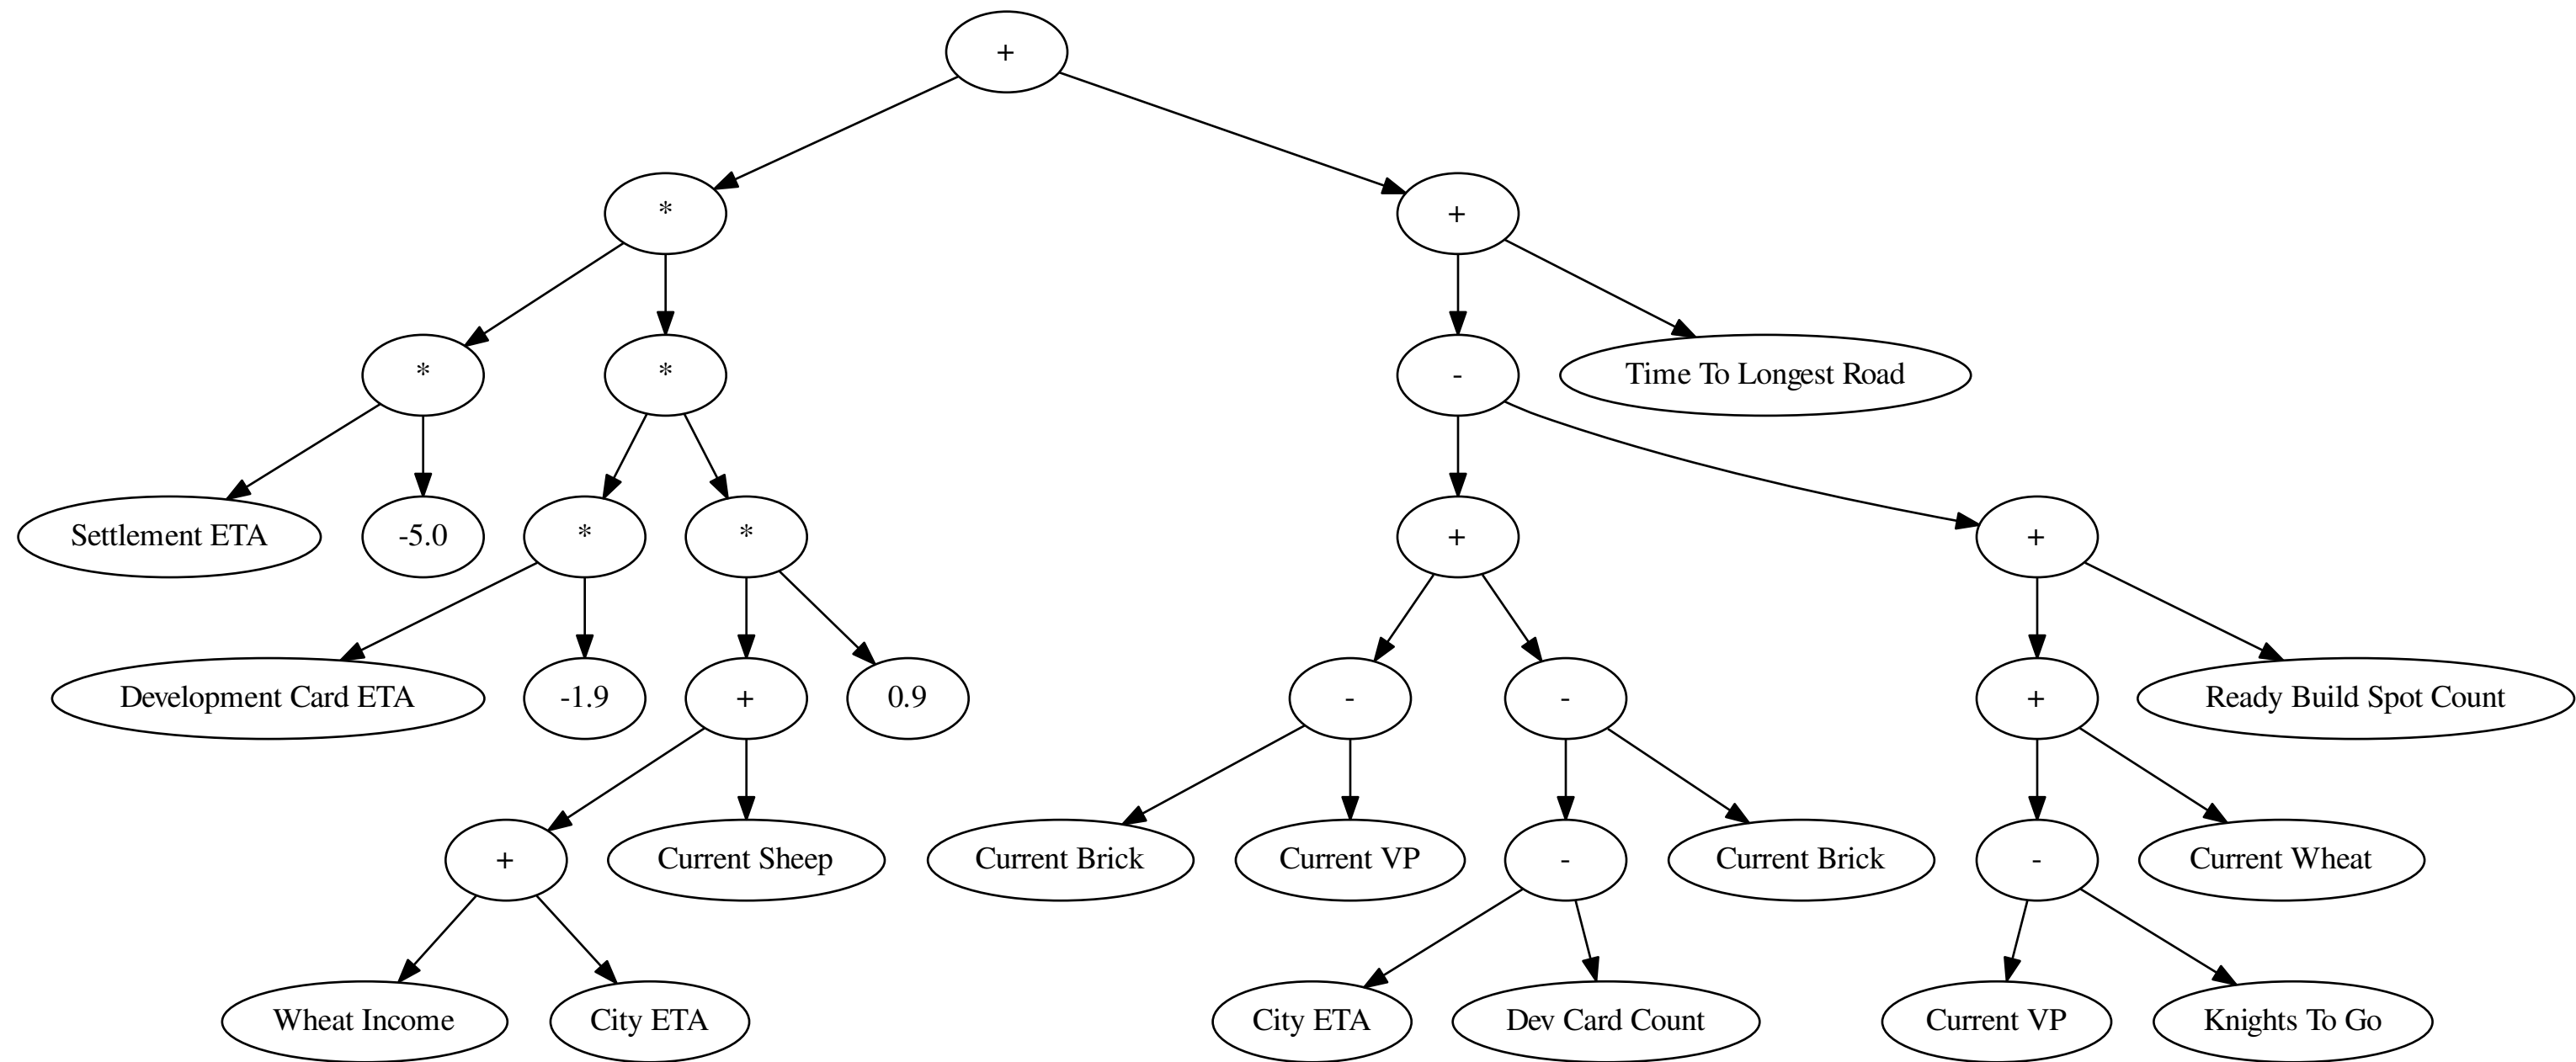 +
*
+
*
*
-
Time To Longest Road
Settlement ETA
-5.0
*
*
+
+
Development Card ETA
-1.9
+
0.9
-
-
+
Ready Build Spot Count
+
Current Sheep
Current Brick
Current VP
-
Current Brick
-
Current Wheat
Wheat Income
City ETA
City ETA
Dev Card Count
Current VP
Knights To Go